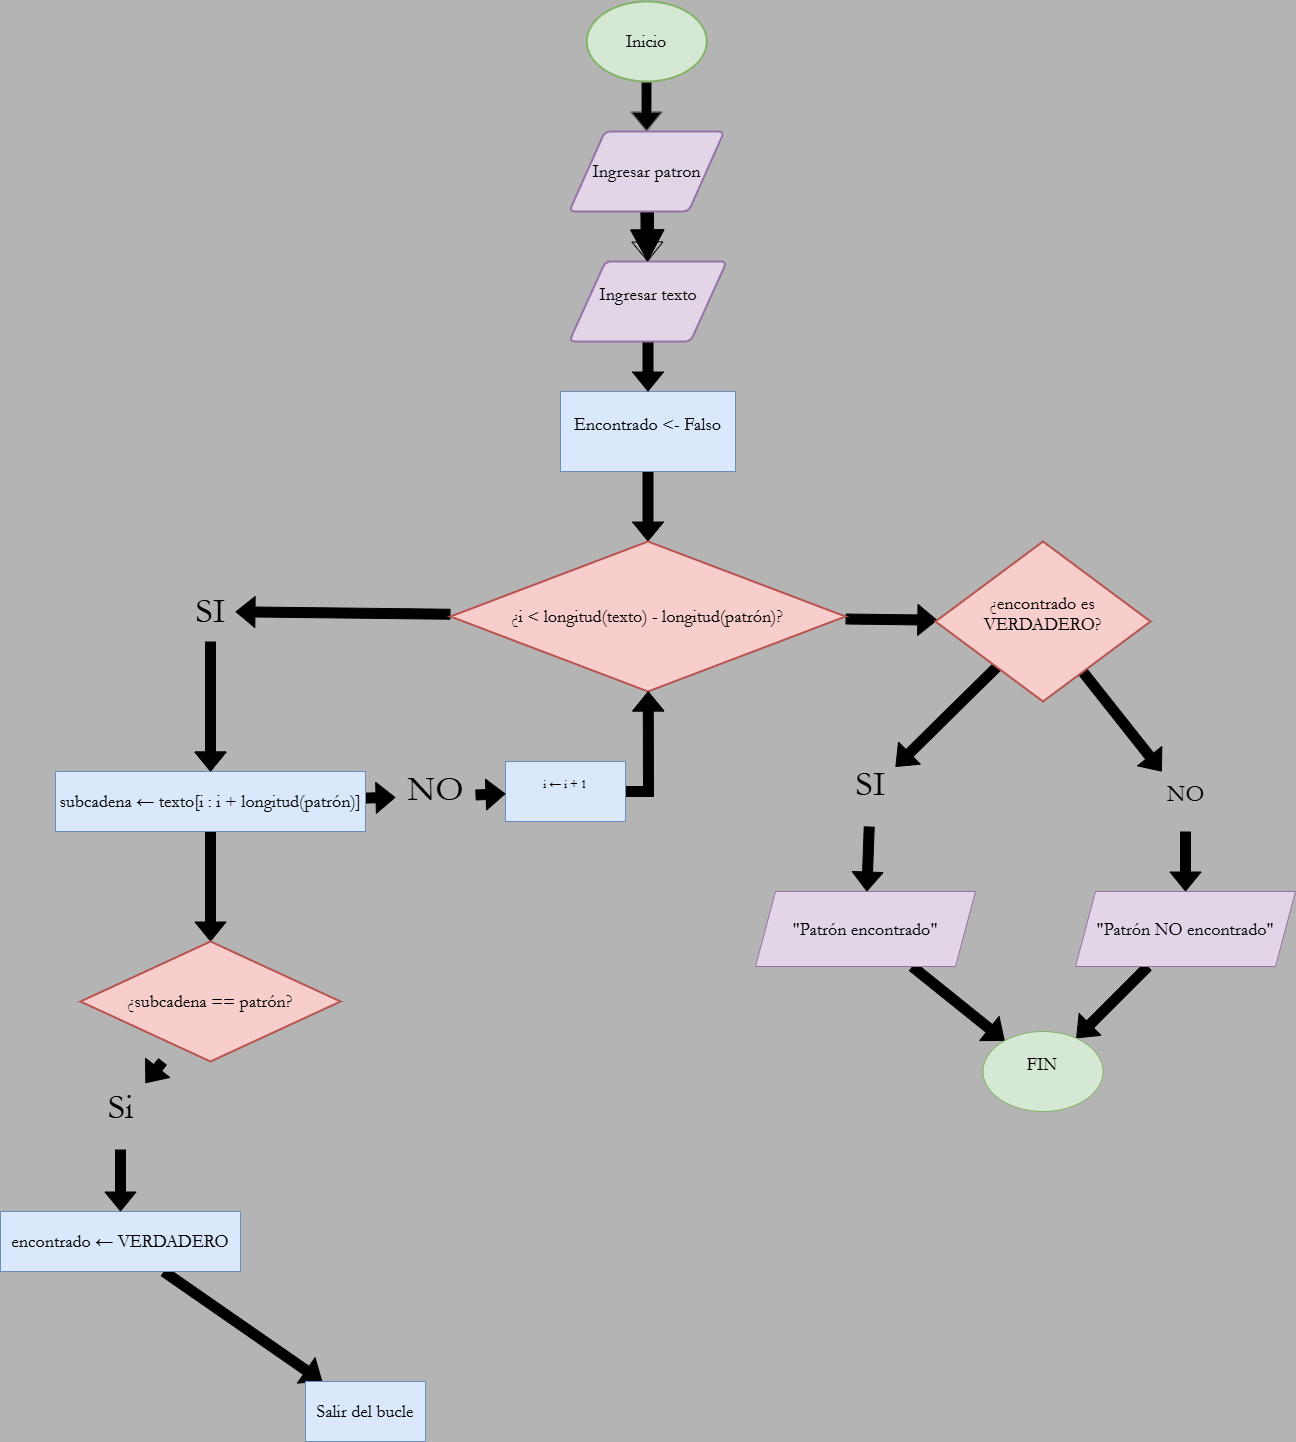 Inicio
Ingresar patron
Ingresar texto
Encontrado <- Falso
¿i < longitud(texto) - longitud(patrón)?
¿encontrado es
VERDADERO?
SI
subcadena ← texto[i : i + longitud(patrón)]
NO
i ← i + 1
SI
NO
"Patrón encontrado"
"Patrón NO encontrado"
¿subcadena == patrón?
FIN
Si
encontrado ← VERDADERO
Salir del bucle